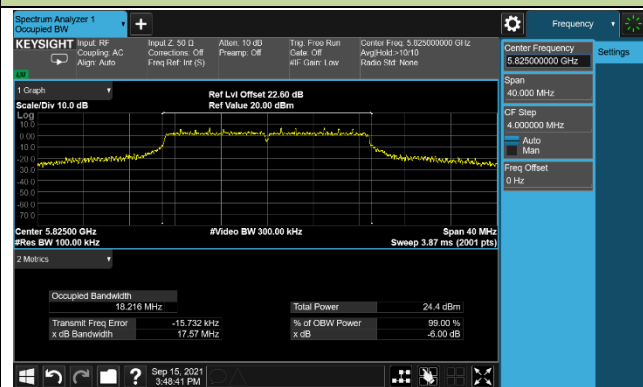 Spectrum Analyzer 1
Occupied BW
Frequency
KEYSIGHT
Input: RF
Coupling: AC
Align: Auto
Input Z: 50 Ω
Corrections: Off
Freq Ref: Int (S)
Atten: 10 dB
Preamp: Off
Trig: Free Run
Gate: Off
#IF Gain: Low
Center Freq: 5.825000000 GHz
Avg|Hold:>10/10
Radio Std: None
Center Frequency
5.825000000 GHz
Settings
Span
40.000 MHz
CF Step
4.000000 MHz
Auto
Man
Freq Offset
0 Hz
1 Graph
Ref Lvl Offset 22.60 dB
Scale/Div 10.0 dB
Ref Value 20.00 dBm
Log
10.0
0.00
-10.0
-20.0
-30.0
-40.0
-50.0
-60.0
-70.0
Center 5.82500 GHz
#Video BW 300.00 kHz
Span 40 MHz
#Res BW 100.00 kHz
Sweep 3.87 ms (2001 pts)
2 Metrics
Occupied Bandwidth
18.216 MHz
Total Power 24.4 dBm
Transmit Freq Error -15.732 kHz
% of OBW Power 99.00 %
x dB Bandwidth 17.57 MHz
x dB -6.00 dB
Sep 15, 2021
3:48:41 PM